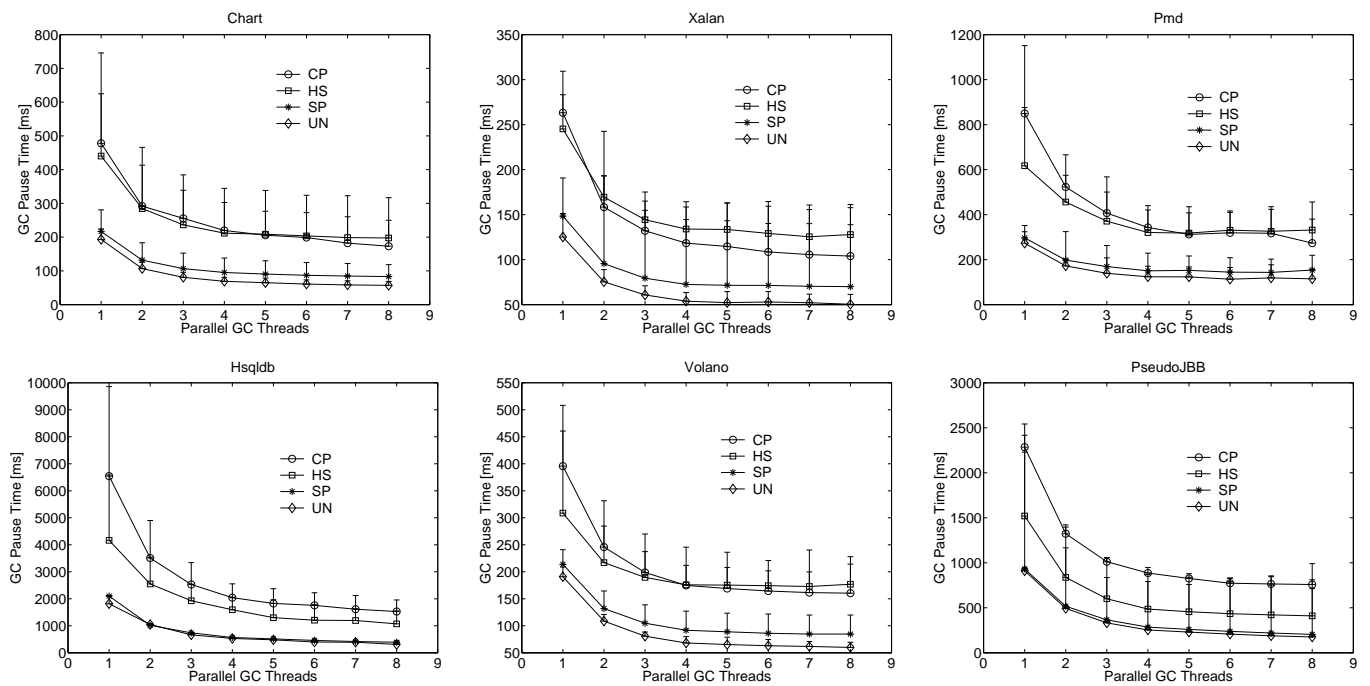 Chart
GC Pause Time [ms]
800
700
600
500
400
300
200
100
0
CP
HS
SP
UN
0 1 2 3 4 5 6 7 8 9
Parallel GC Threads
Xalan
GC Pause Time [ms]
350
300
250
200
150
100
50
CP
HS
SP
UN
0 1 2 3 4 5 6 7 8 9
Parallel GC Threads
Pmd
GC Pause Time [ms]
1200
1000
800
600
400
200
0
CP
HS
SP
UN
0 1 2 3 4 5 6 7 8 9
Parallel GC Threads
Hsqldb
GC Pause Time [ms]
10000
9000
8000
7000
6000
5000
4000
3000
2000
1000
0
CP
HS
SP
UN
0 1 2 3 4 5 6 7 8 9
Parallel GC Threads
Volano
GC Pause Time [ms]
550
500
450
400
350
300
250
200
150
100
50
CP
HS
SP
UN
0 1 2 3 4 5 6 7 8 9
Parallel GC Threads
PseudoJBB
GC Pause Time [ms]
3000
2500
2000
1500
1000
500
0
CP
HS
SP
UN
0 1 2 3 4 5 6 7 8 9
Parallel GC Threads